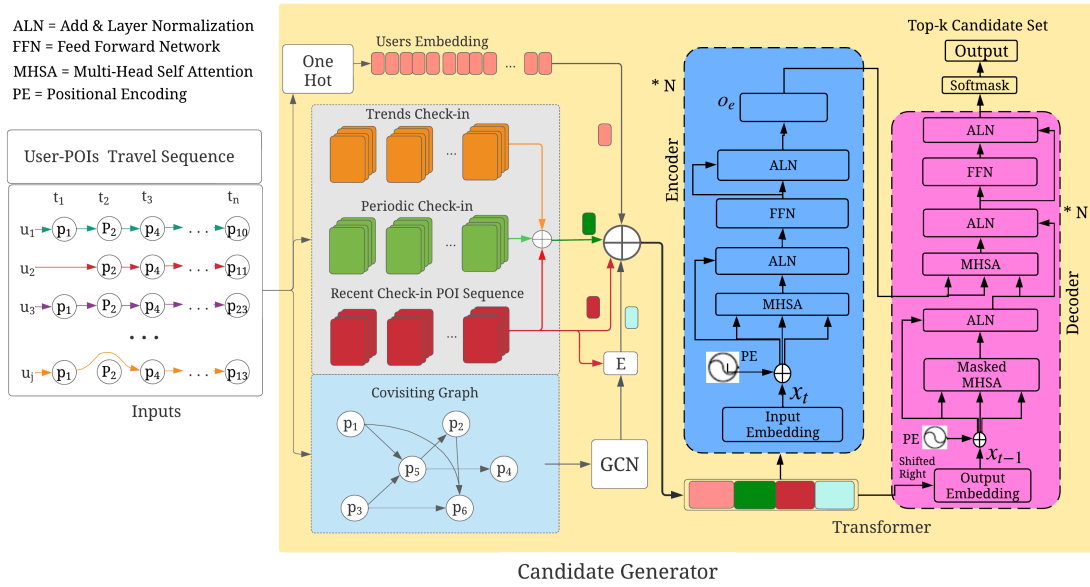 ALN = Add & Layer Normalization
FFN = Feed Forward Network
MHSA = Multi-Head Self Attention
PE = Positional Encoding
User-POIs Travel Sequence
t1 t2 t3 tn
u1 p1 P2 p4 . . . p10
u2 p2 p4 . . . p11
u3 p1 p2 p4 . . . p23
. . .
uj p1 P2 p4 . . . p13
Inputs
One
Hot
Users Embedding
...
Trends Check-in
...
Periodic Check-in
...
Recent Check-in POI Sequence
...
E
Covisiting Graph
p1 p2
p5 p4
p3 p6
GCN
* N
Encoder
oe
ALN
FFN
ALN
MHSA
PE
xt
Input
Embedding
Top-k Candidate Set
Output
Softmask
ALN
FFN
ALN
* N
MHSA
Decoder
ALN
Masked
MHSA
PE
xt−1
Shifted
Right
Output
Embedding
Transformer
Candidate Generator